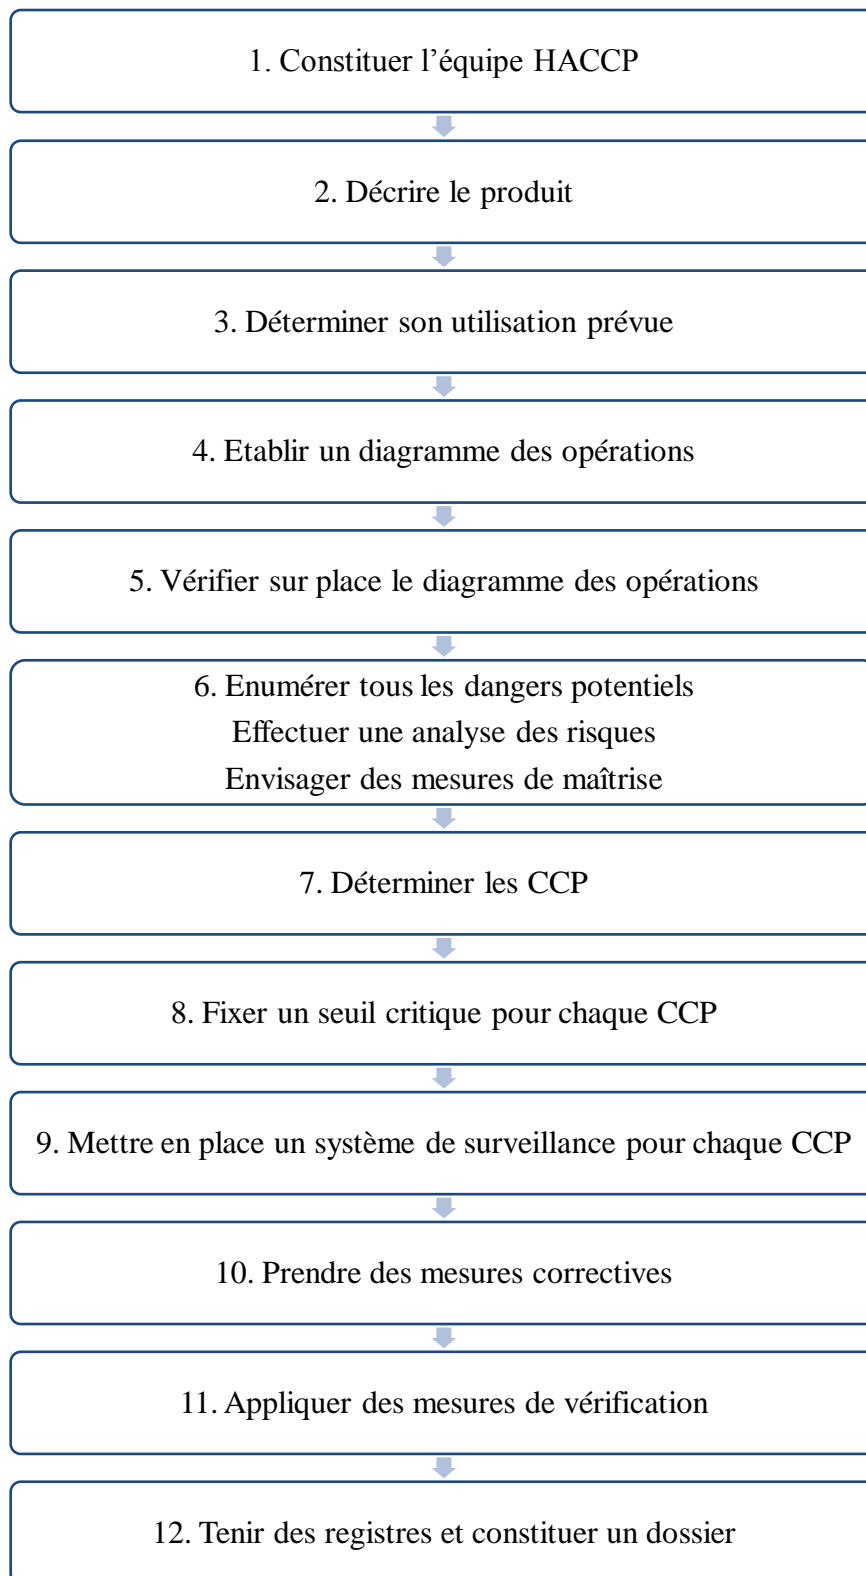 1. Constituer l’équipe HACCP
2. Décrire le produit
3. Déterminer son utilisation prévue
4. Etablir un diagramme des opérations
5. Vérifier sur place le diagramme des opérations
6. Enumérer tous les dangers potentiels
Effectuer une analyse des risques
Envisager des mesures de maîtrise
7. Déterminer les CCP
8. Fixer un seuil critique pour chaque CCP
9. Mettre en place un système de surveillance pour chaque CCP
10. Prendre des mesures correctives
11. Appliquer des mesures de vérification
12. Tenir des registres et constituer un dossier